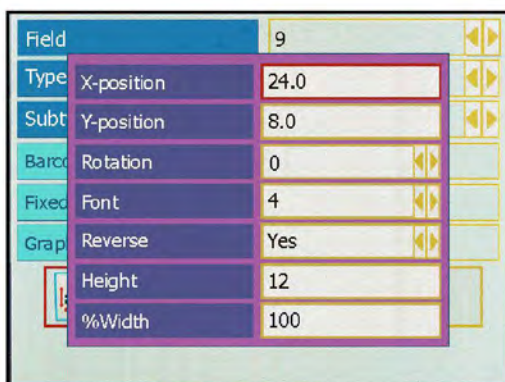 Field 9
Type
Subt
Barco
Fixed
Grap
X-position 24.0
Y-position 8.0
Rotation 0
Font 4
Reverse Yes
Height 12
%Width 100